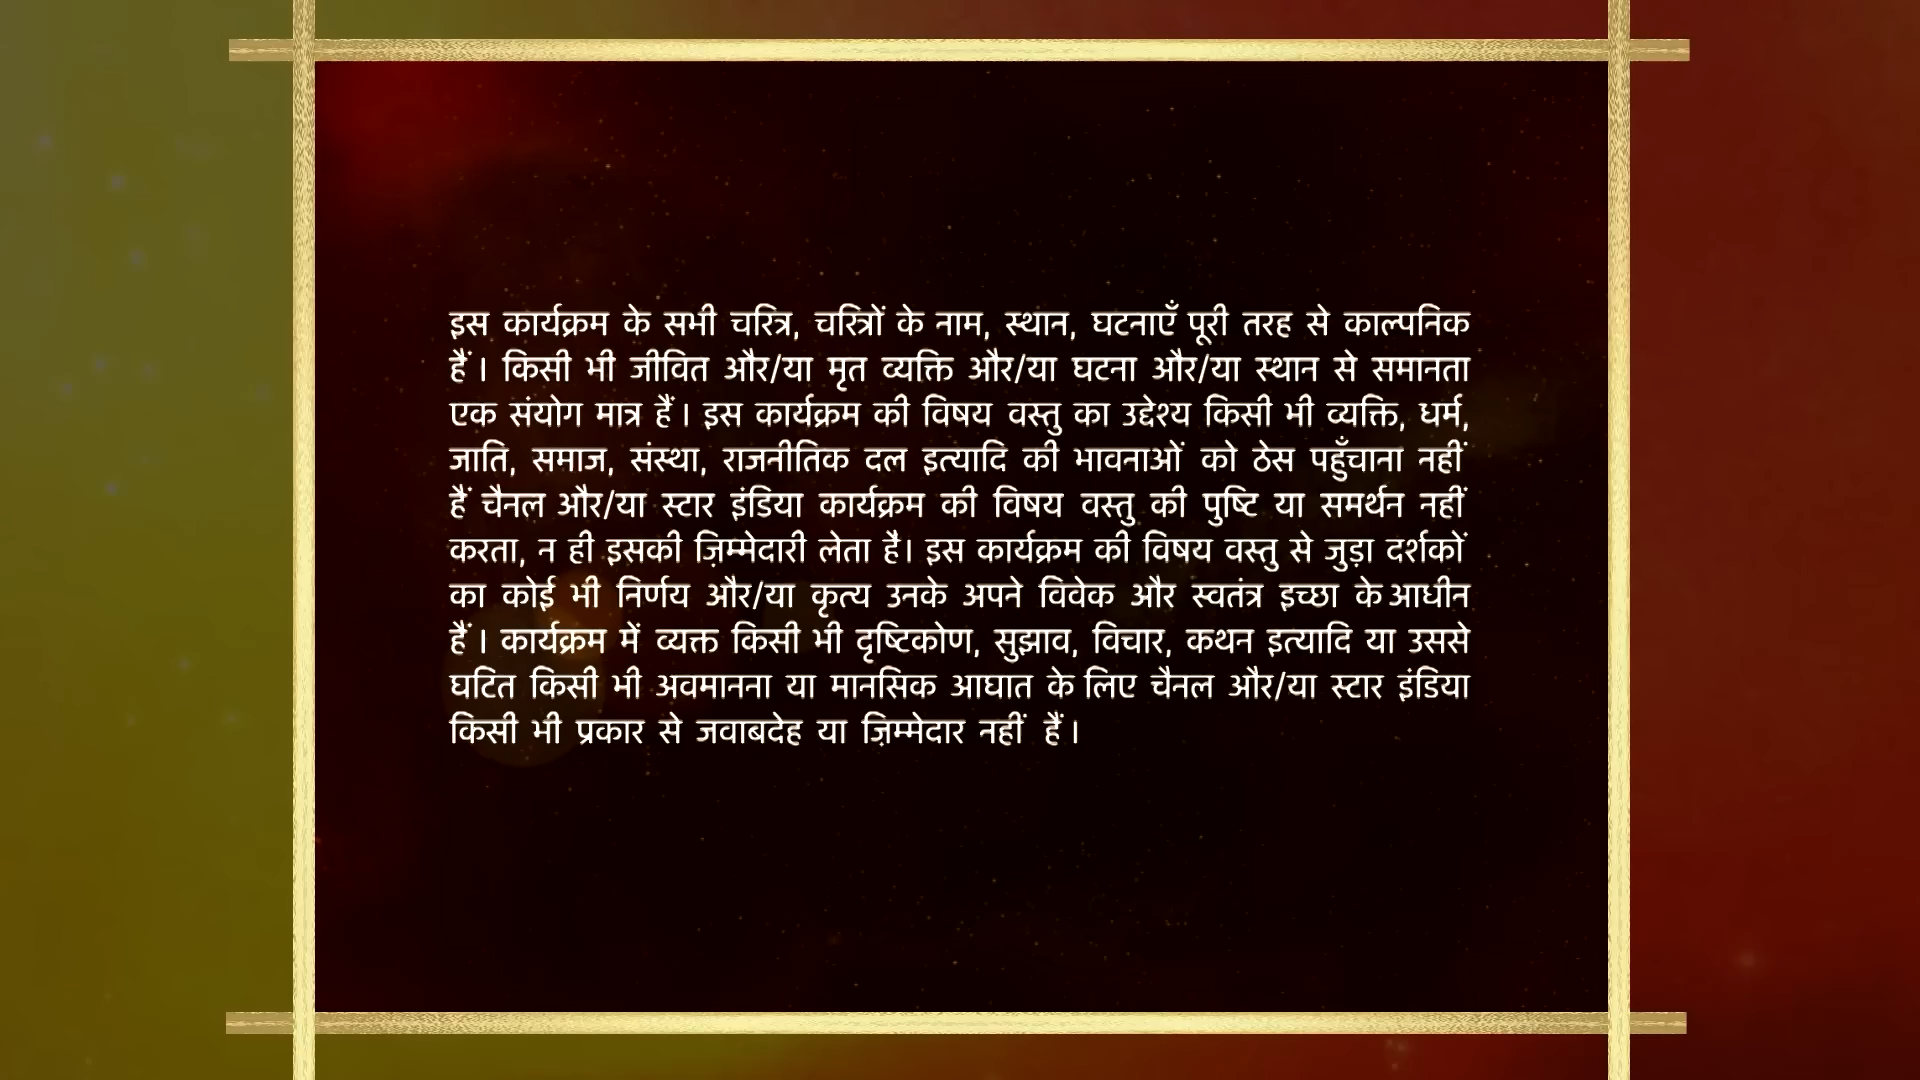 इस कार्यक्रम के सभी चरित्र, चरित्रों के नाम, स्थान, घटनाएँ पूरी तरह से काल्पनिक
हैं । किसी भी जीवित और/या मृत व्यक्ति और/या घटना और/या स्थान से समानता
एक संयोग मात्र हैं । इस कार्यक्रम की विषय वस्तु का उद्देश्य किसी भी व्यक्ति, धर्म,
जाति, समाज, संस्था, राजनीतिक दल इत्यादि की भावनाओं को ठेस पहुँचाना नहीं
हैं चैनल और/या स्टार इंडिया कार्यक्रम की विषय वस्तु की पुष्टि या समर्थन नहीं
करता, न ही इसकी ज़िम्मेदारी लेता है। इस कार्यक्रम की विषय वस्तु से जुड़ा दर्शकों
का कोई भी निर्णय और/या कृत्य उनके अपने विवेक और स्वतंत्र इच्छा के आधीन
हैं । कार्यक्रम में व्यक्त किसी भी दृष्टिकोण, सुझाव, विचार, कथन इत्यादि या उससे
घटित किसी भी अवमानना या मानसिक आघात के लिए चैनल और/या स्टार इंडिया
किसी भी प्रकार से जवाबदेह या ज़िम्मेदार नहीं हैं ।